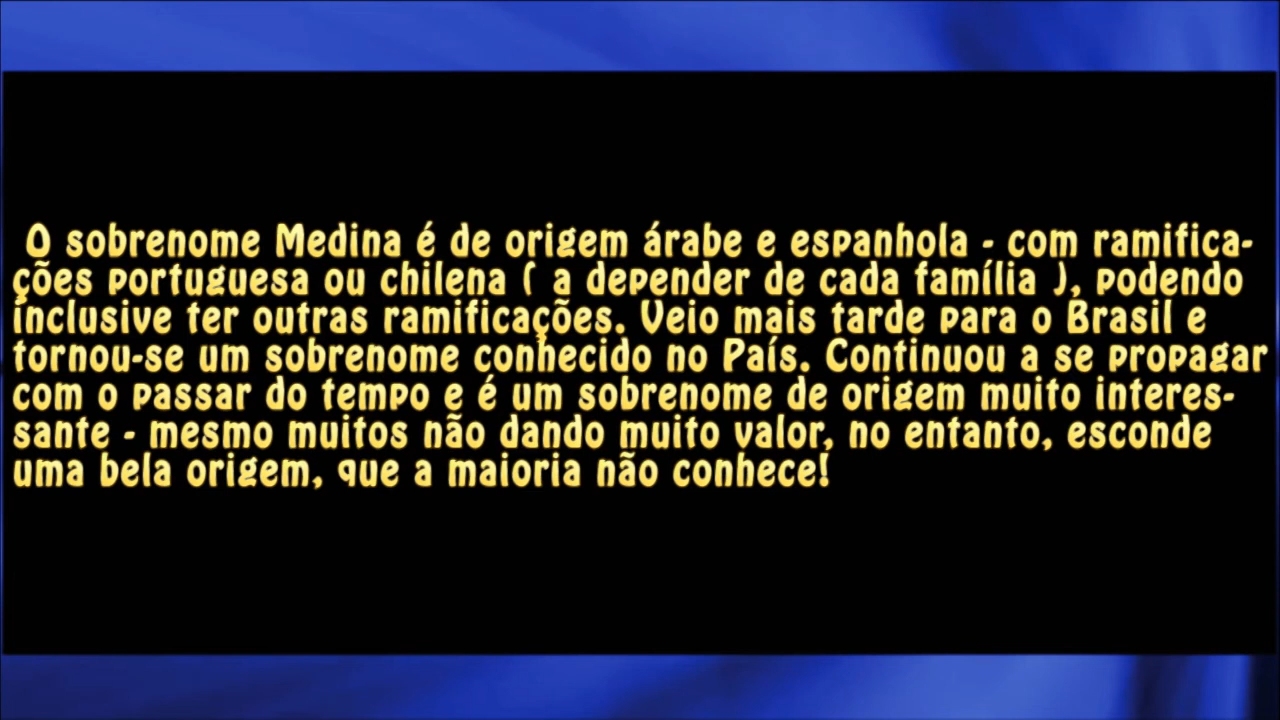 O sobrenome Medina é de origem árabe e espanhola - com ramifica-
ções portuguesa ou chilena ( a depender de cada família ), podendo
inclusive ter outras ramificações. Veio mais tarde para o Brasil e
tornou-se um sobrenome conhecido no País. Continuou a se propagar
com o passar do tempo e é um sobrenome de origem muito interes-
sante - mesmo muitos não dando muito valor, no entanto, esconde
uma bela origem, que a maioria não conhece!